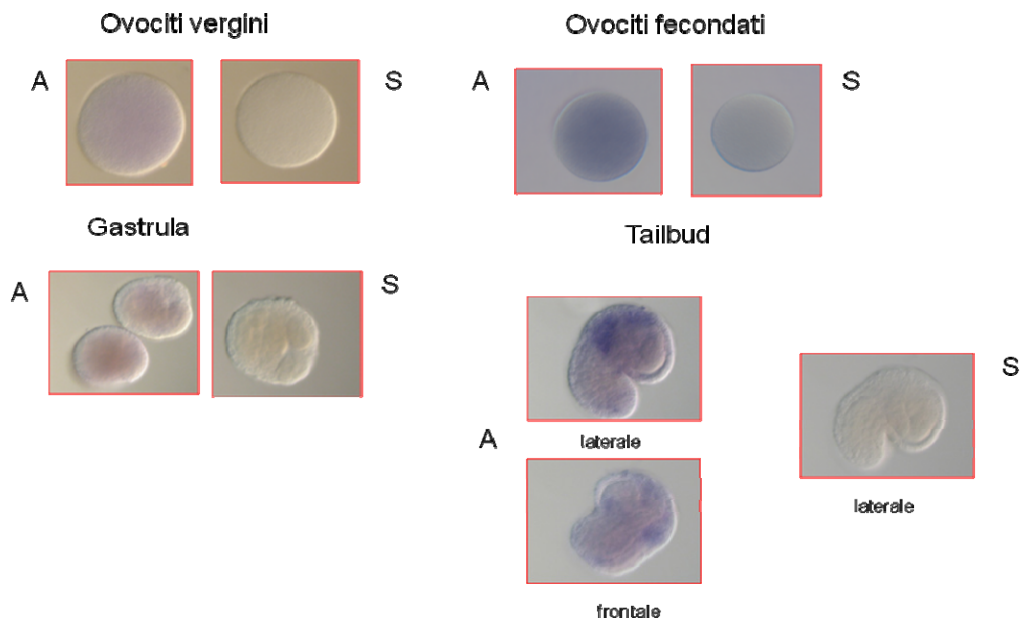 Ovociti vergini
Ovociti fecondati
A
S
A
S
Gastrula
Tailbud
A
S
S
A
laterale
laterale
frontale